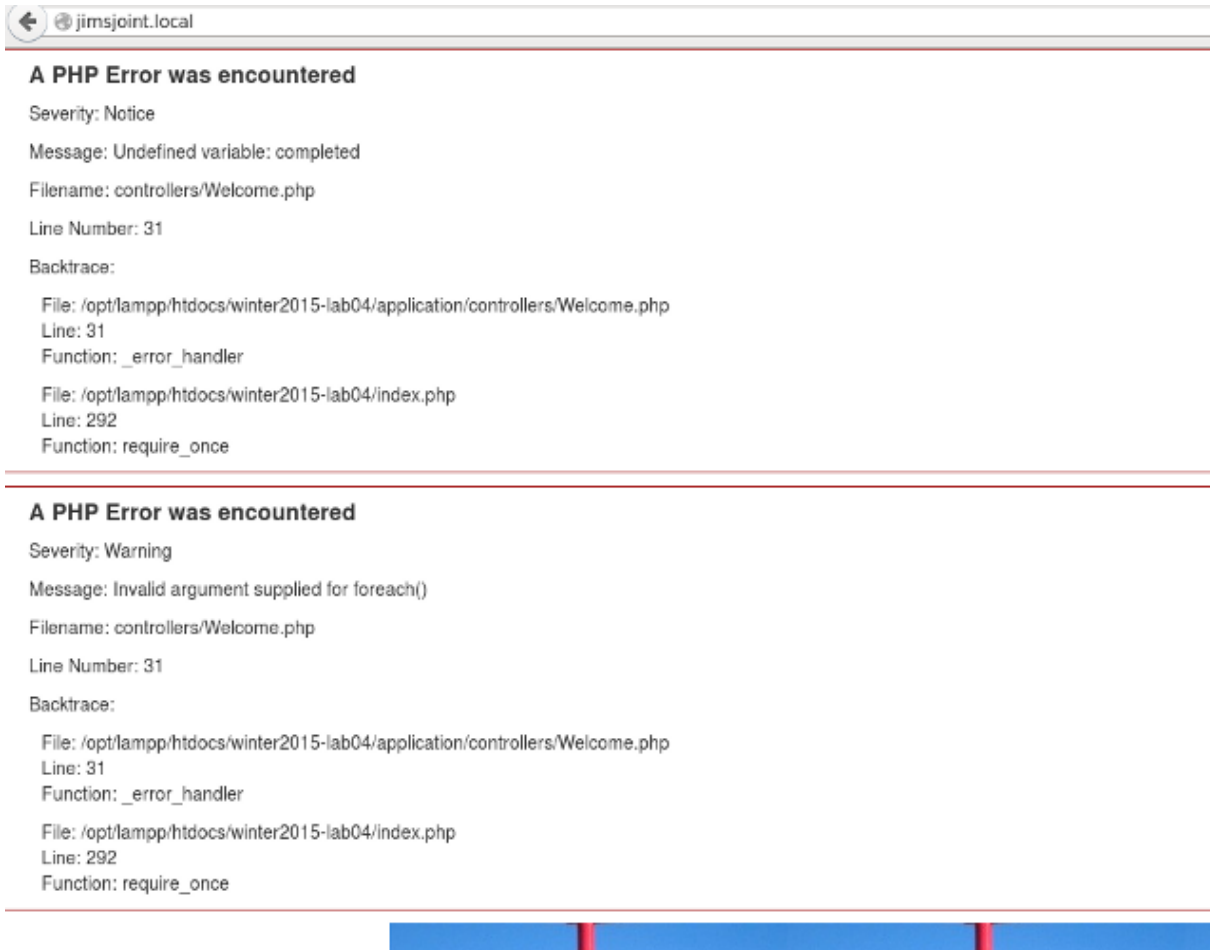 jimsjoint.local
A PHP Error was encountered
Severity: Notice
Message: Undefined variable: completed
Filename: controllers/Welcome.php
Line Number: 31
Backtrace:
File: /opt/lampp/htdocs/winter2015-lab04/application/controllers/Welcome.php
Line: 31
Function: _error_handler
File: /opt/lampp/htdocs/winter2015-lab04/index.php
Line: 292
Function: require_once
A PHP Error was encountered
Severity: Warning
Message: Invalid argument supplied for foreach()
Filename: controllers/Welcome.php
Line Number: 31
Backtrace:
File: /opt/lampp/htdocs/winter2015-lab04/application/controllers/Welcome.php
Line: 31
Function: _error_handler
File: /opt/lampp/htdocs/winter2015-lab04/index.php
Line: 292
Function: require_once